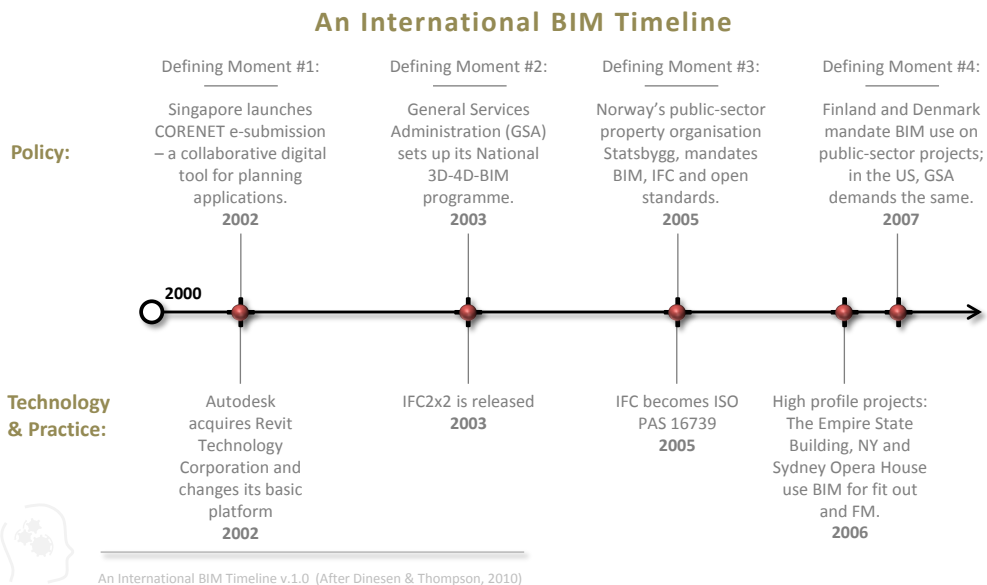 An International BIM Timeline
Defining Moment #1:
Singapore launches
CORENET e-submission
– a collaborative digital
tool for planning
applications.
2002
Defining Moment #2:
General Services
Administration (GSA)
sets up its National
3D-4D-BIM
programme.
2003
Defining Moment #3:
Norway's public-sector
property organisation
Statsbygg, mandates
BIM, IFC and open
standards.
2005
Defining Moment #4:
Finland and Denmark
mandate BIM use on
public-sector projects;
in the US, GSA
demands the same.
2007
Policy:
2000
Technology
& Practice:
Autodesk
acquires Revit
Technology
Corporation and
changes its basic
platform
2002
IFC2x2 is released
2003
IFC becomes ISO
PAS 16739
2005
High profile projects:
The Empire State
Building, NY and
Sydney Opera House
use BIM for fit out
and FM.
2006
An International BIM Timeline v.1.0 (After Dinesen & Thompson, 2010)